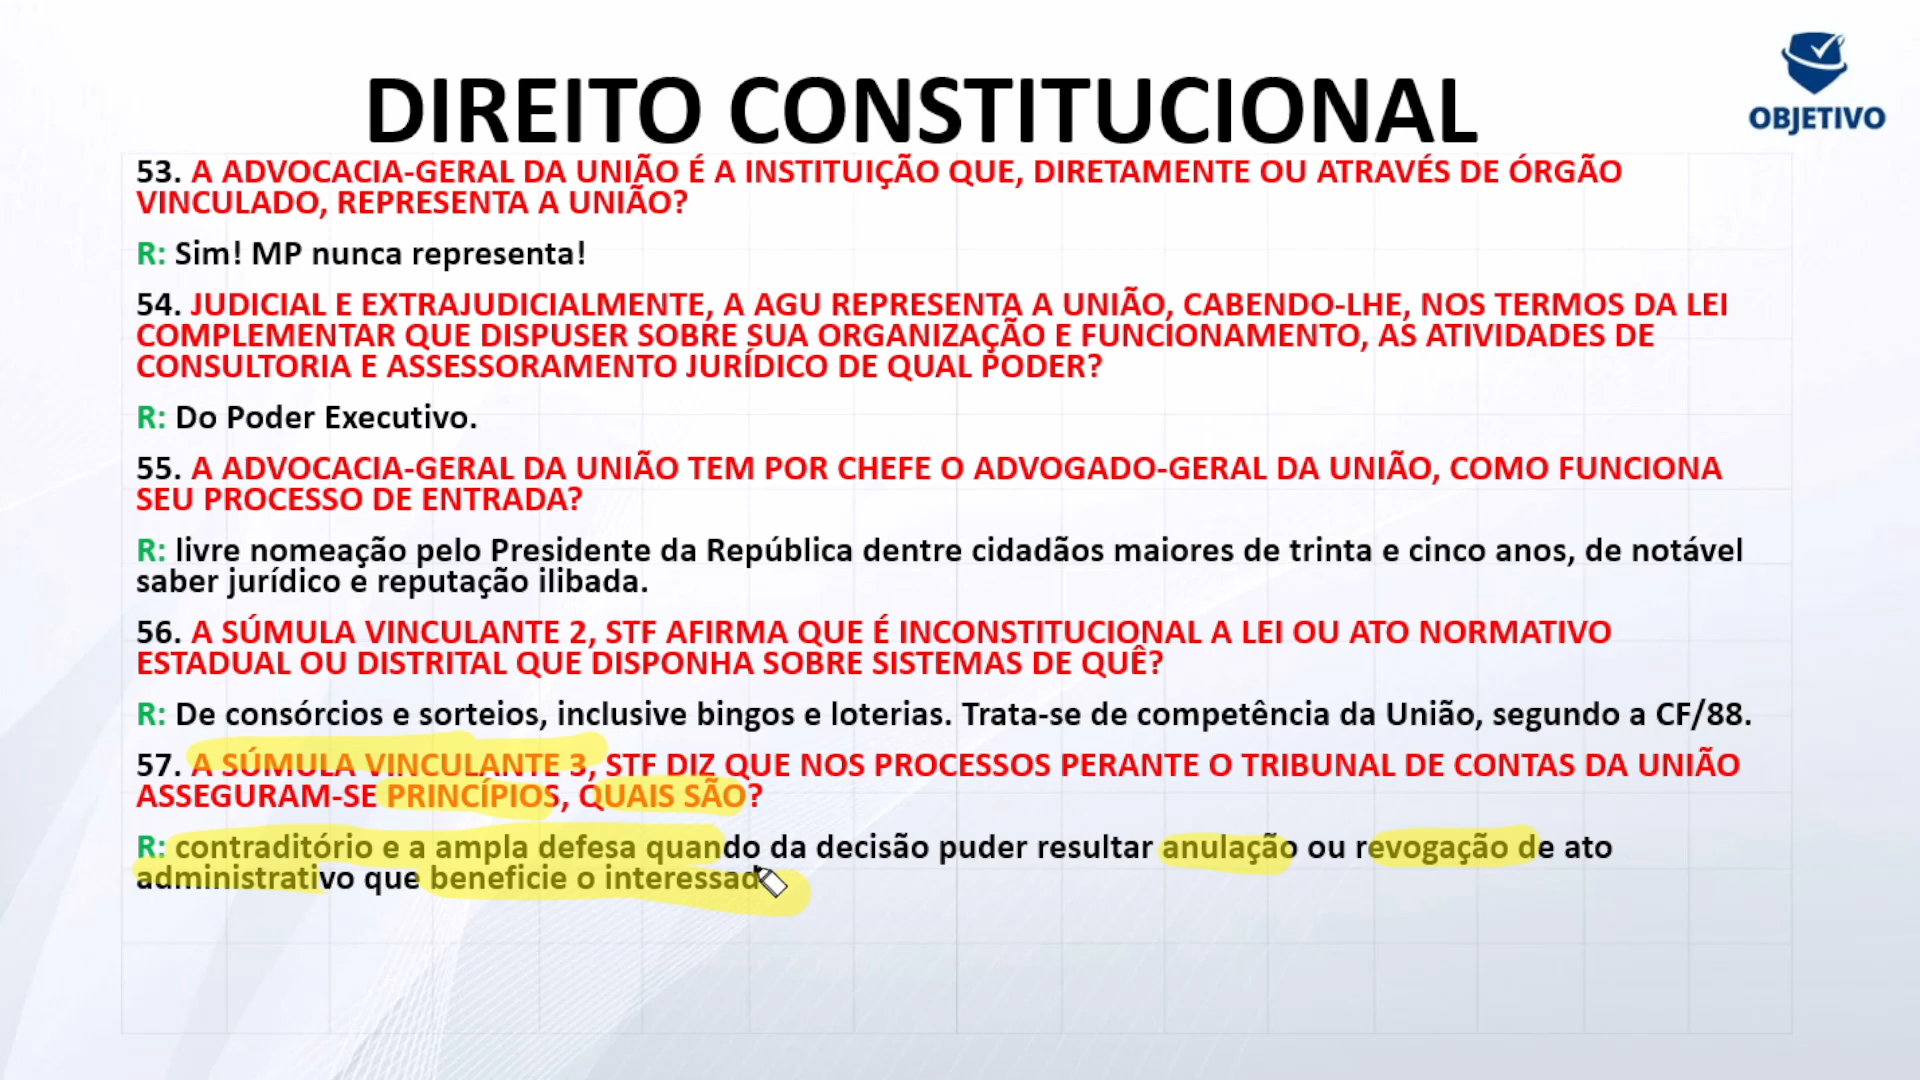 OBJETIVO
DIREITO CONSTITUCIONAL
53. A ADVOCACIA-GERAL DA UNIÃO É A INSTITUIÇÃO QUE, DIRETAMENTE OU ATRAVÉS DE ÓRGÃO
VINCULADO, REPRESENTA A UNIÃO?
R: Sim! MP nunca representa!
54. JUDICIAL E EXTRAJUDICIALMENTE, A AGU REPRESENTA A UNIÃO, CABENDO-LHE, NOS TERMOS DA LEI
COMPLEMENTAR QUE DISPUSER SOBRE SUA ORGANIZAÇÃO E FUNCIONAMENTO, AS ATIVIDADES DE
CONSULTORIA E ASSESSORAMENTO JURÍDICO DE QUAL PODER?
R: Do Poder Executivo.
55. A ADVOCACIA-GERAL DA UNIÃO TEM POR CHEFE O ADVOGADO-GERAL DA UNIÃO, COMO FUNCIONA
SEU PROCESSO DE ENTRADA?
R: livre nomeação pelo Presidente da República dentre cidadãos maiores de trinta e cinco anos, de notável
saber jurídico e reputação ilibada.
56. A SÚMULA VINCULANTE 2, STF AFIRMA QUE É INCONSTITUCIONAL A LEI OU ATO NORMATIVO
ESTADUAL OU DISTRITAL QUE DISPONHA SOBRE SISTEMAS DE QUÊ?
R: De consórcios e sorteios, inclusive bingos e loterias. Trata-se de competência da União, segundo a CF/88.
57. A SÚMULA VINCULANTE 3, STF DIZ QUE NOS PROCESSOS PERANTE O TRIBUNAL DE CONTAS DA UNIÃO
ASSEGURAM-SE PRINCÍPIOS, QUAIS SÃO?
R: contraditório e a ampla defesa quando da decisão puder resultar anulação ou revogação de ato
administrativo que beneficie o interessad